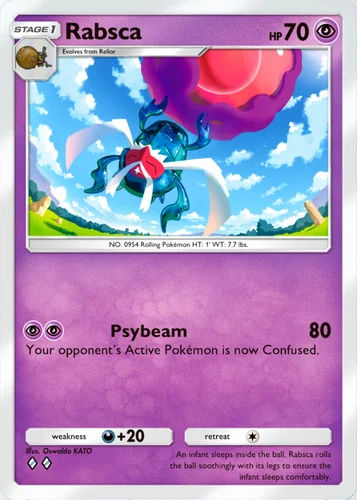 STAGE 1
Rabsca
HP 70
Evolves from Rellor
NO. 0954 Rolling Pokémon HT: 1' WT: 7.7 lbs.
Psybeam 80
Your opponent's Active Pokémon is now Confused.
weakness +20 retreat
Illus. Oswaldo KATO
An infant sleeps inside the ball. Rabsca rolls
the ball soothingly with its legs to ensure the
infant sleeps comfortably.